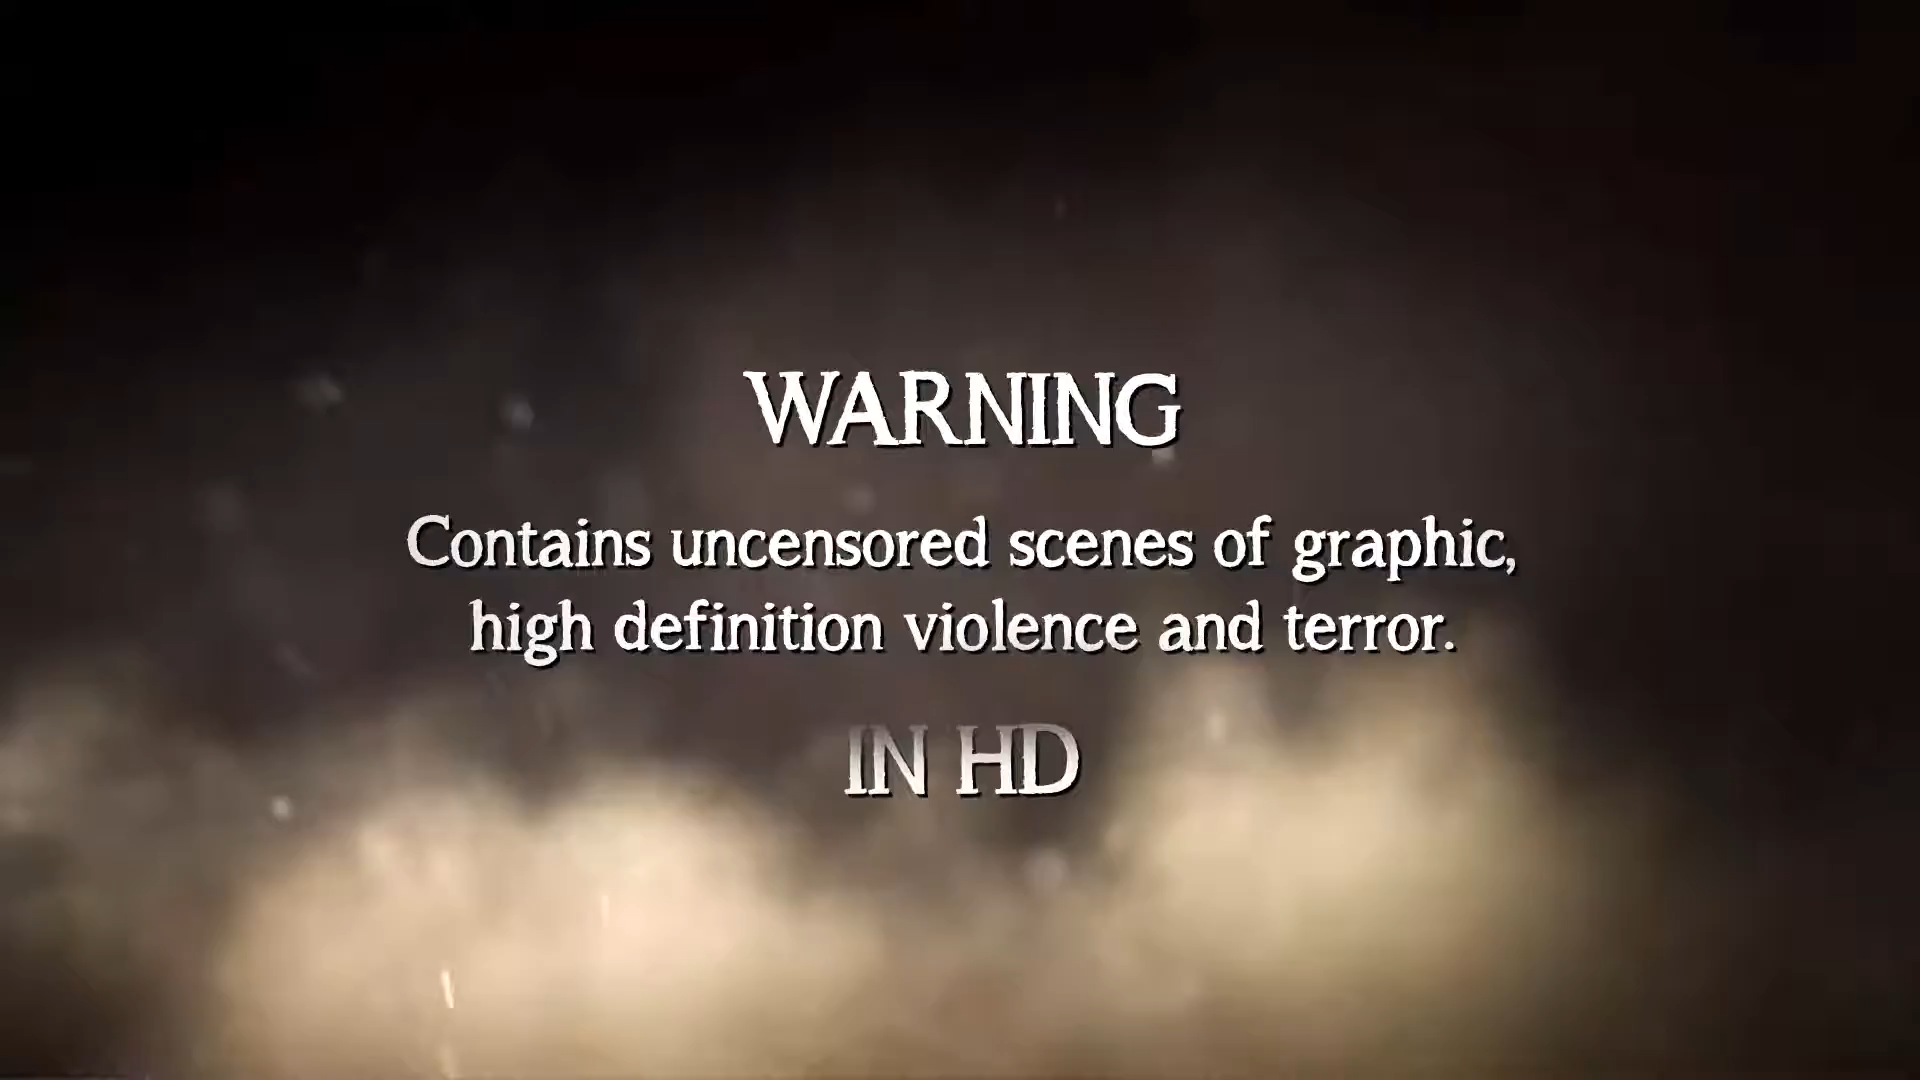 WARNING
Contains uncensored scenes of graphic,
high definition violence and terror.
IN HD